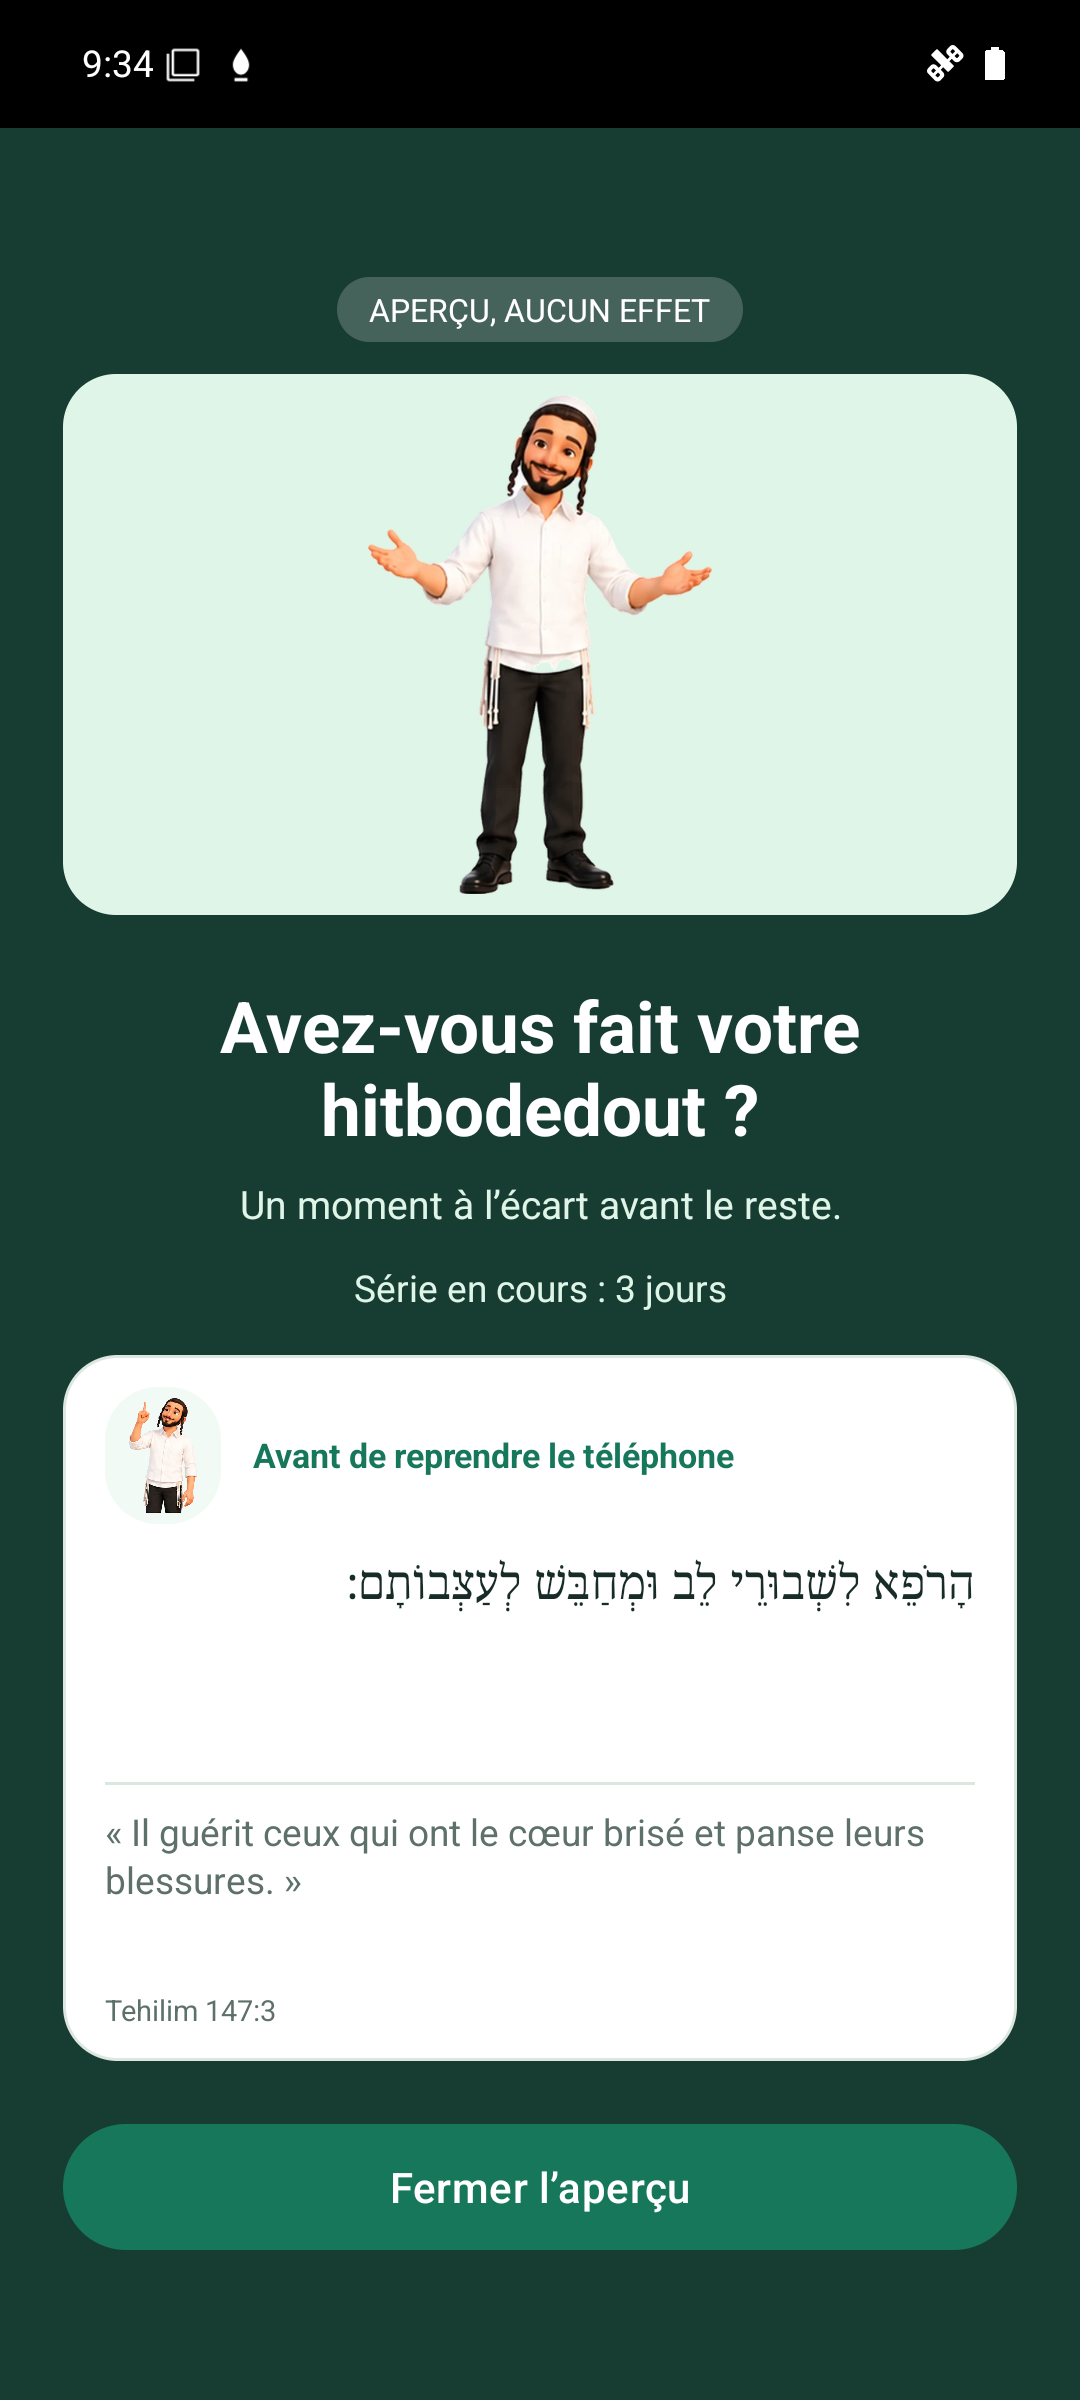 9:34
APERÇU, AUCUN EFFET
Avez-vous fait votre
hitbodedout ?
Un moment à l’écart avant le reste.
Série en cours : 3 jours
Avant de reprendre le téléphone
הָרֹפֵא לִשְׁבוּרֵי לֵב וּמְחַבֵּשׁ לְעַצְּבוֹתָם:
« Il guérit ceux qui ont le cœur brisé et panse leurs
blessures. »
Tehilim 147:3
Fermer l’aperçu